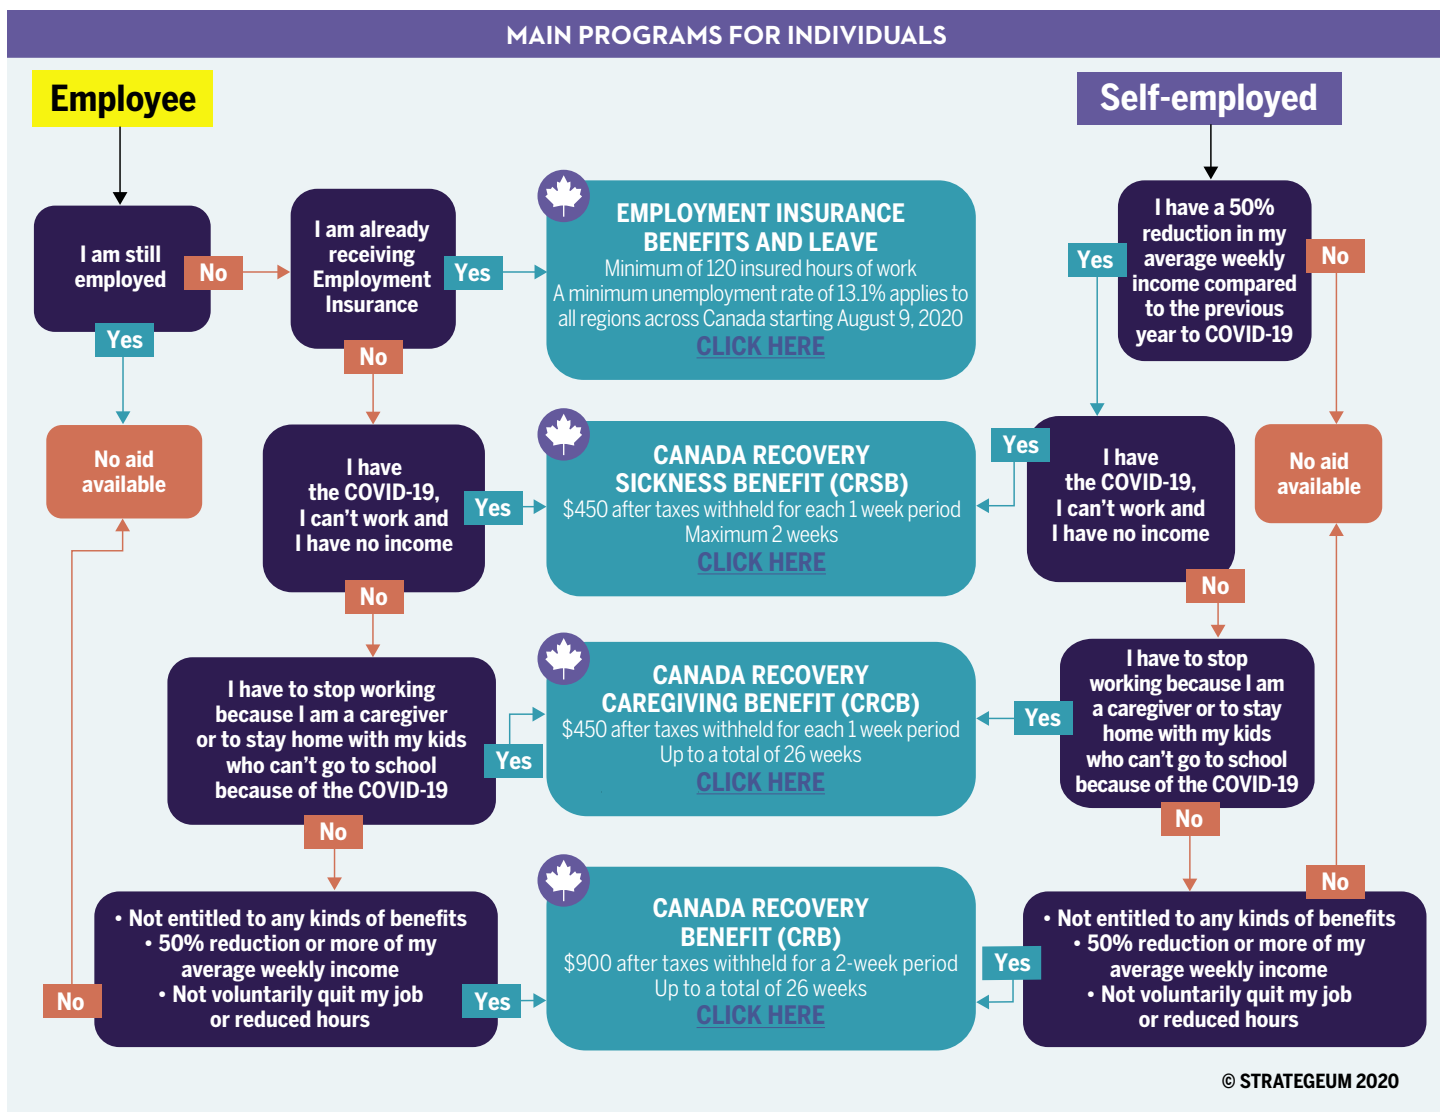 MAIN PROGRAMS FOR INDIVIDUALS
Employee
Self-employed
I am still
employed
No
Yes
No aid
available
I am already
receiving
Employment
Insurance
Yes
No
EMPLOYMENT INSURANCE
BENEFITS AND LEAVE
Minimum of 120 insured hours of work
A minimum unemployment rate of 13.1% applies to
all regions across Canada starting August 9, 2020
CLICK HERE
I have a 50%
reduction in my
average weekly
income compared
to the previous
year to COVID-19
Yes
No
No aid
available
I have
the COVID-19,
I can't work and
I have no income
Yes
No
CANADA RECOVERY
SICKNESS BENEFIT (CRSB)
$450 after taxes withheld for each 1 week period
Maximum 2 weeks
CLICK HERE
Yes
I have
the COVID-19,
I can't work and
I have no income
No
I have to stop working
because I am a caregiver
or to stay home with my kids
who can't go to school
because of the COVID-19
Yes
No
CANADA RECOVERY
CAREGIVING BENEFIT (CRCB)
$450 after taxes withheld for each 1 week period
Up to a total of 26 weeks
CLICK HERE
Yes
I have to stop
working because I am
a caregiver or to stay
home with my kids
who can't go to school
because of the COVID-19
No
• Not entitled to any kinds of benefits
• 50% reduction or more of my
average weekly income
• Not voluntarily quit my job
or reduced hours
No
Yes
CANADA RECOVERY
BENEFIT (CRB)
$900 after taxes withheld for a 2-week period
Up to a total of 26 weeks
CLICK HERE
Yes
No
• Not entitled to any kinds of benefits
• 50% reduction or more of my
average weekly income
• Not voluntarily quit my job
or reduced hours
© STRATEGEUM 2020